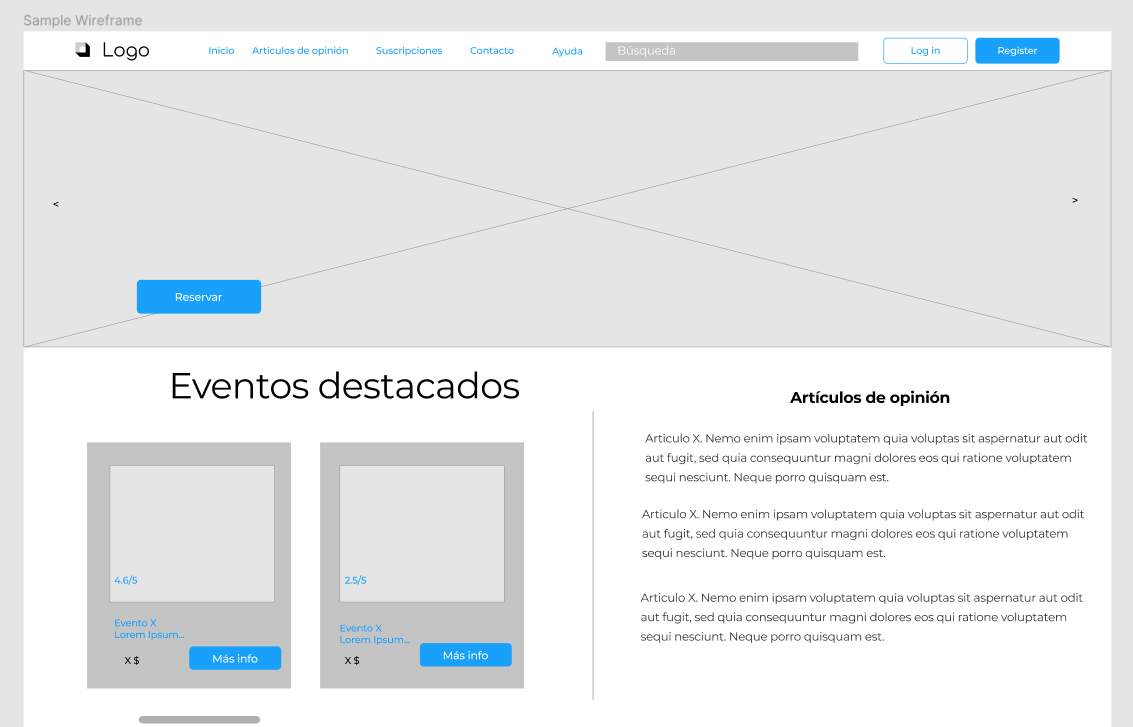 Sample Wireframe
Logo
Inicio
Artículos de opinión
Suscripciones
Contacto
Ayuda
Búsqueda
Log in
Register
<
>
Reservar
Eventos destacados
4.6/5
Evento X
Lorem Ipsum...
X $
Más info
2.5/5
Evento X
Lorem Ipsum...
X $
Más info
Artículos de opinión
Articulo X. Nemo enim ipsam voluptatem quia voluptas sit aspernatur aut odit
aut fugit, sed quia consequuntur magni dolores eos qui ratione voluptatem
sequi nesciunt. Neque porro quisquam est.
Articulo X. Nemo enim ipsam voluptatem quia voluptas sit aspernatur aut odit
aut fugit, sed quia consequuntur magni dolores eos qui ratione voluptatem
sequi nesciunt. Neque porro quisquam est.
Articulo X. Nemo enim ipsam voluptatem quia voluptas sit aspernatur aut odit
aut fugit, sed quia consequuntur magni dolores eos qui ratione voluptatem
sequi nesciunt. Neque porro quisquam est.